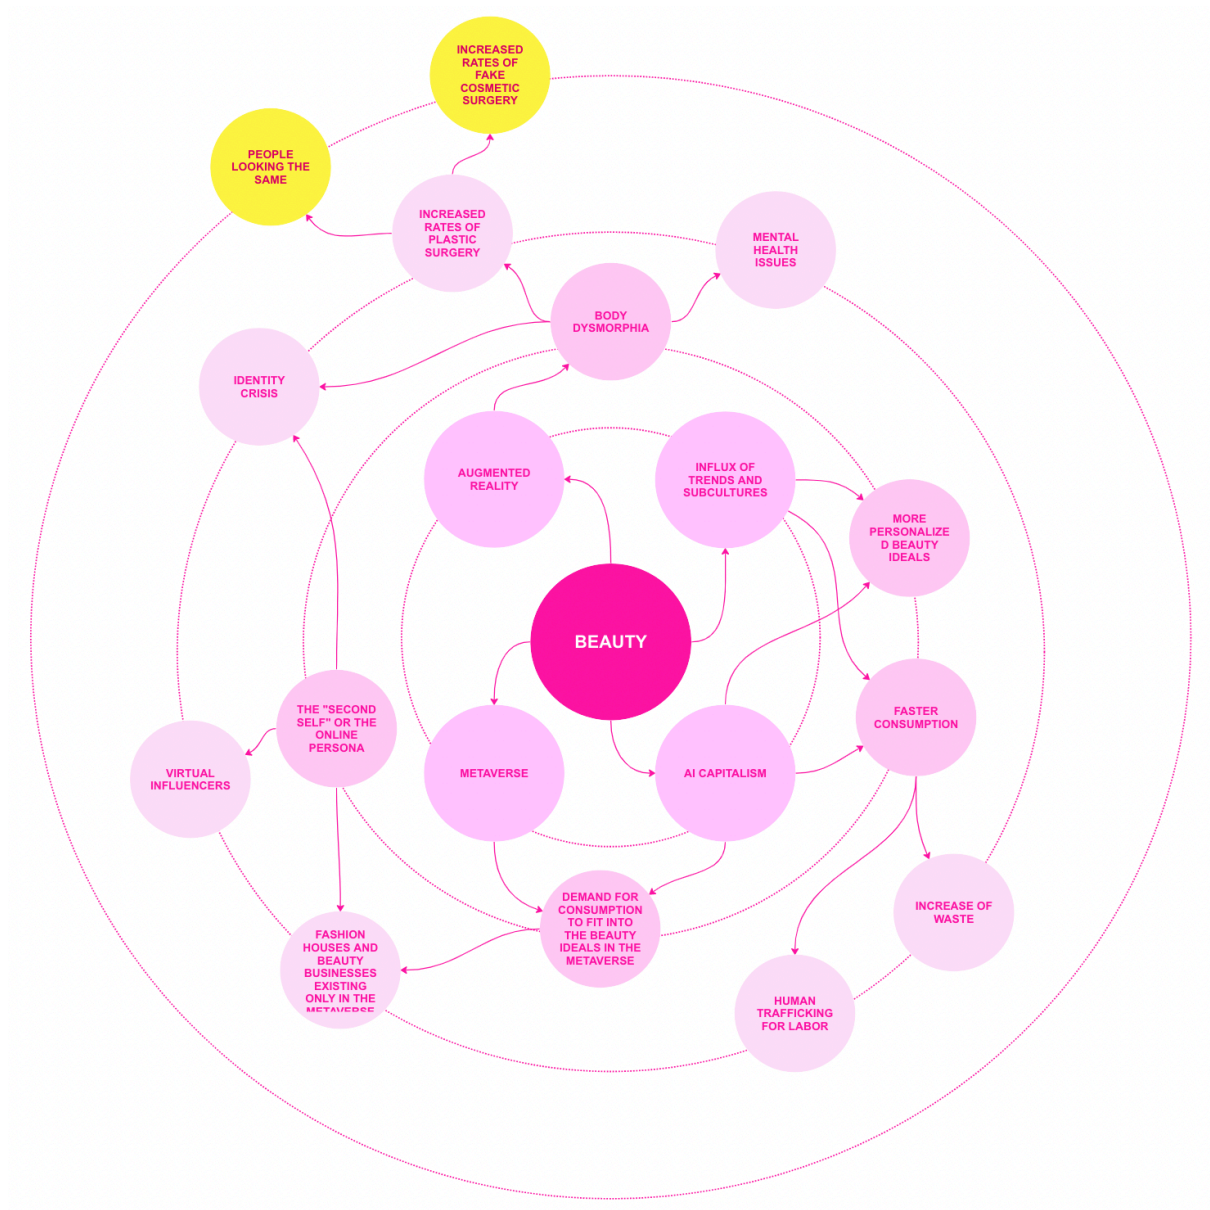 INCREASED
RATES OF
FAKE
COSMETIC
SURGERY
PEOPLE
LOOKING THE
SAME
INCREASED
RATES OF
PLASTIC
SURGERY
MENTAL
HEALTH
ISSUES
BODY
DYSMORPHIA
IDENTITY
CRISIS
AUGMENTED
REALITY
INFLUX OF
TRENDS AND
SUBCULTURES
MORE
PERSONALIZE
D BEAUTY
IDEALS
BEAUTY
THE "SECOND
SELF" OR THE
ONLINE
PERSONA
FASTER
CONSUMPTION
VIRTUAL
INFLUENCERS
METAVERSE
AI CAPITALISM
DEMAND FOR
CONSUMPTION
TO FIT INTO
THE BEAUTY
IDEALS IN THE
METAVERSE
INCREASE OF
WASTE
FASHION
HOUSES AND
BEAUTY
BUSINESSES
EXISTING
ONLY IN THE
METAVERSE
HUMAN
TRAFFICKING
FOR LABOR